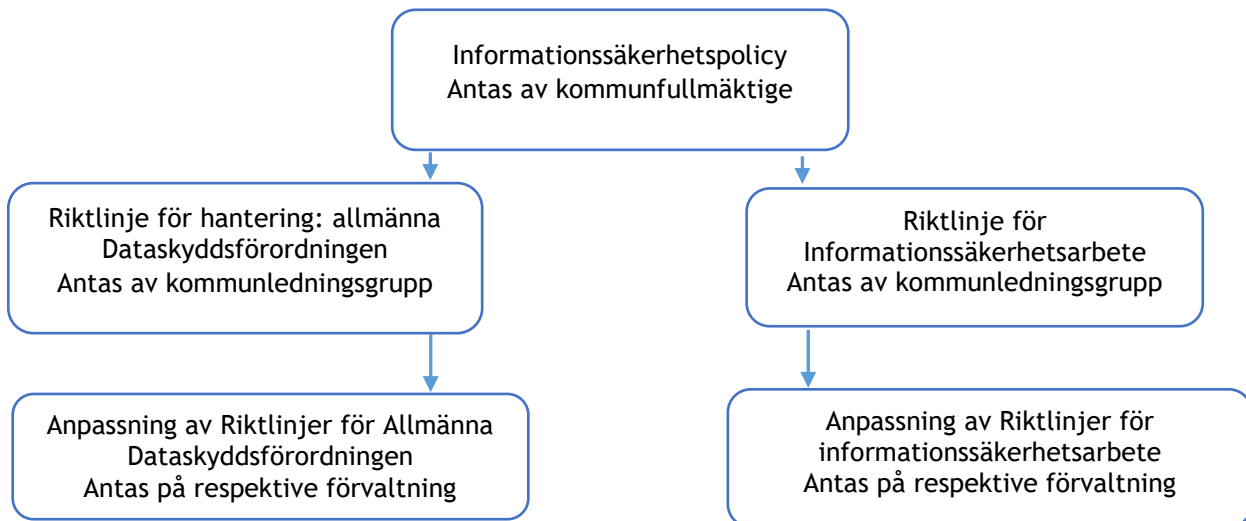 Informationssäkerhetspolicy
Antas av kommunfullmäktige
Riktlinje för hantering: allmänna
Dataskyddsförordningen
Antas av kommunledningsgrupp
Riktlinje för
Informationssäkerhetsarbete
Antas av kommunledningsgrupp
Anpassning av Riktlinjer för Allmänna
Dataskyddsförordningen
Antas på respektive förvaltning
Anpassning av Riktlinjer för
informationssäkerhetsarbete
Antas på respektive förvaltning